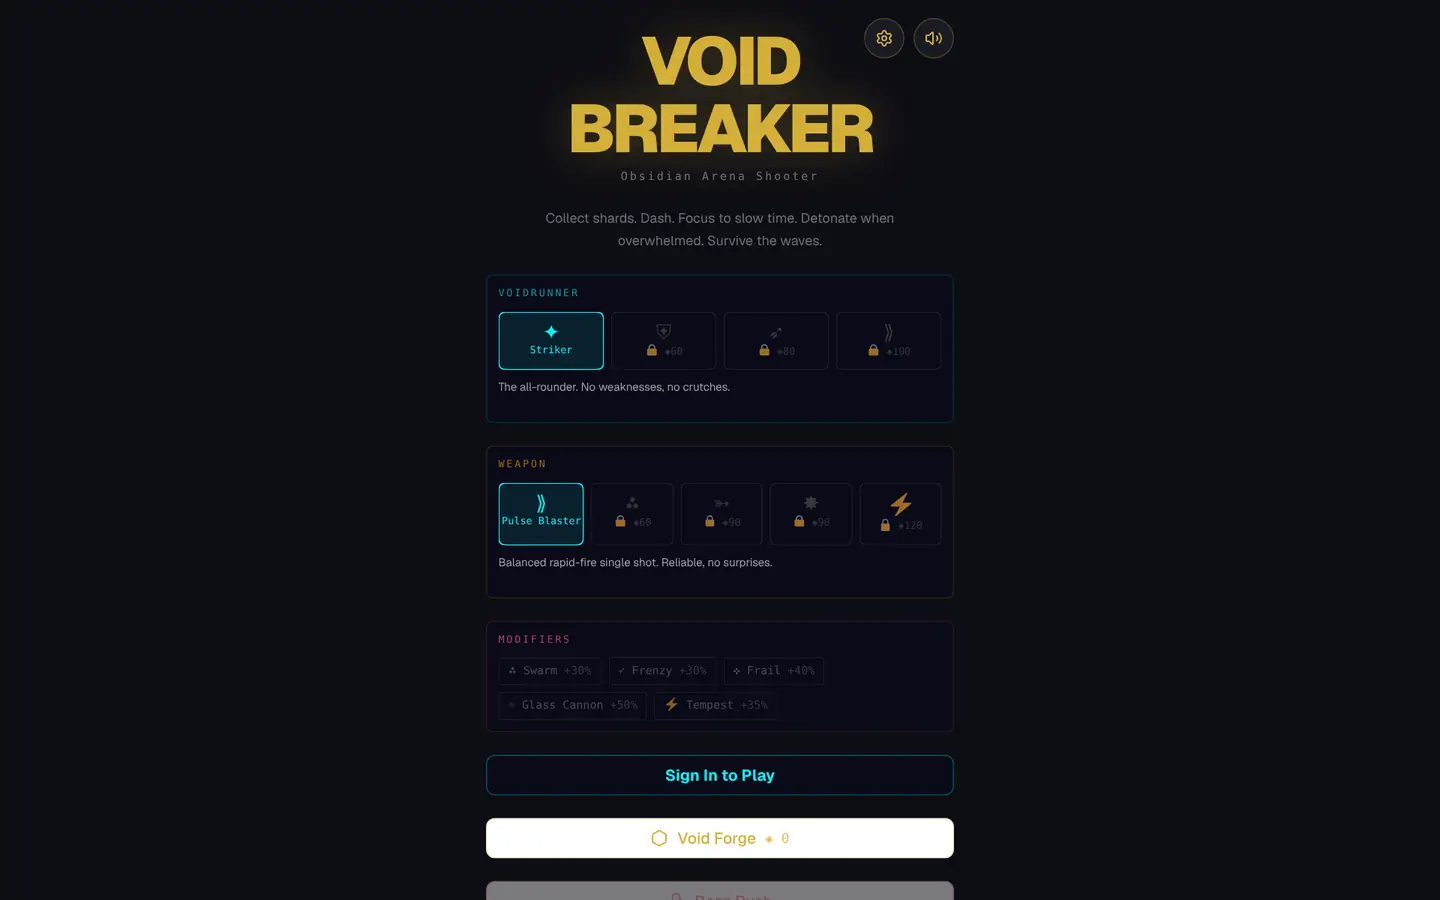 VOID
BREAKER
Obsidian Arena Shooter
Collect shards. Dash. Focus to slow time. Detonate when
overwhelmed. Survive the waves.
VOIDRUNNER
Striker
60
80
100
The all-rounder. No weaknesses, no crutches.
WEAPON
Pulse Blaster
60
90
90
120
Balanced rapid-fire single shot. Reliable, no surprises.
MODIFIERS
Swarm +30%
Frenzy +30%
Frail +40%
Glass Cannon +50%
Tempest +35%
Sign In to Play
Void Forge ◈ 0